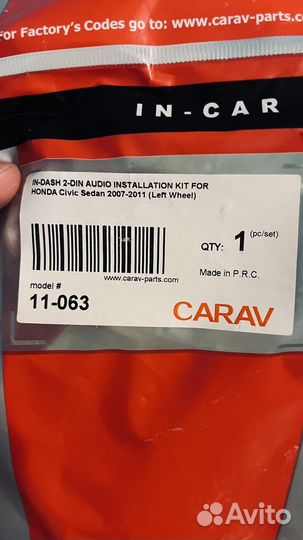 For Factory's Codes go to: www.carav-parts.com
IN-CAR
IN-DASH 2-DIN AUDIO INSTALLATION KIT FOR
HONDA Civic Sedan 2007-2011 (Left Wheel)
QTY: 1 (pc/set)
www.carav-parts.com
Made in P.R.C.
model #
11-063
CARAV
Avito